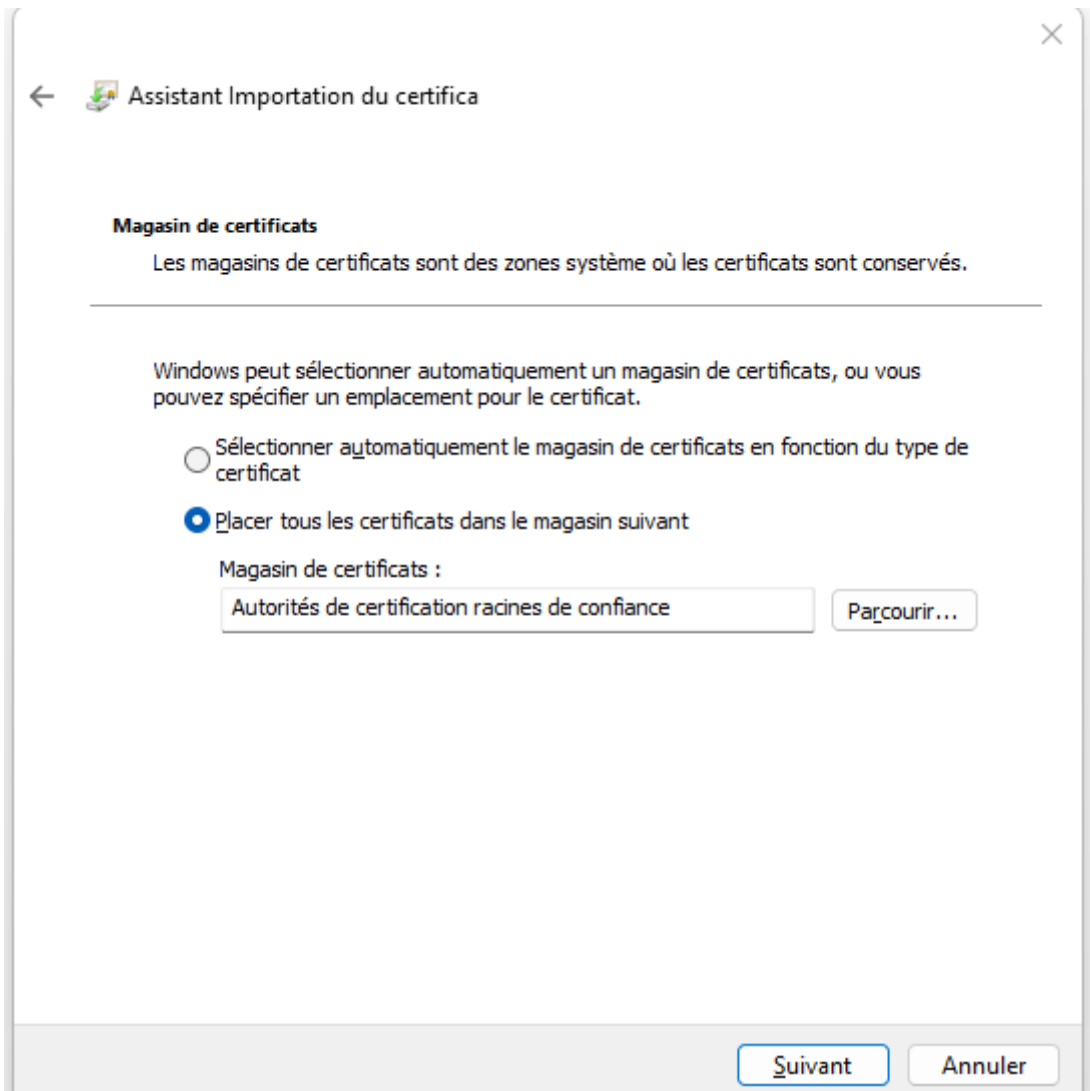 Assistant Importation du certifica
Magasin de certificats
Les magasins de certificats sont des zones système où les certificats sont conservés.
Windows peut sélectionner automatiquement un magasin de certificats, ou vous
pouvez spécifier un emplacement pour le certificat.
Sélectionner automatiquement le magasin de certificats en fonction du type de
certificat
Placer tous les certificats dans le magasin suivant
Magasin de certificats :
Autorités de certification racines de confiance
Parcourir...
Suivant
Annuler